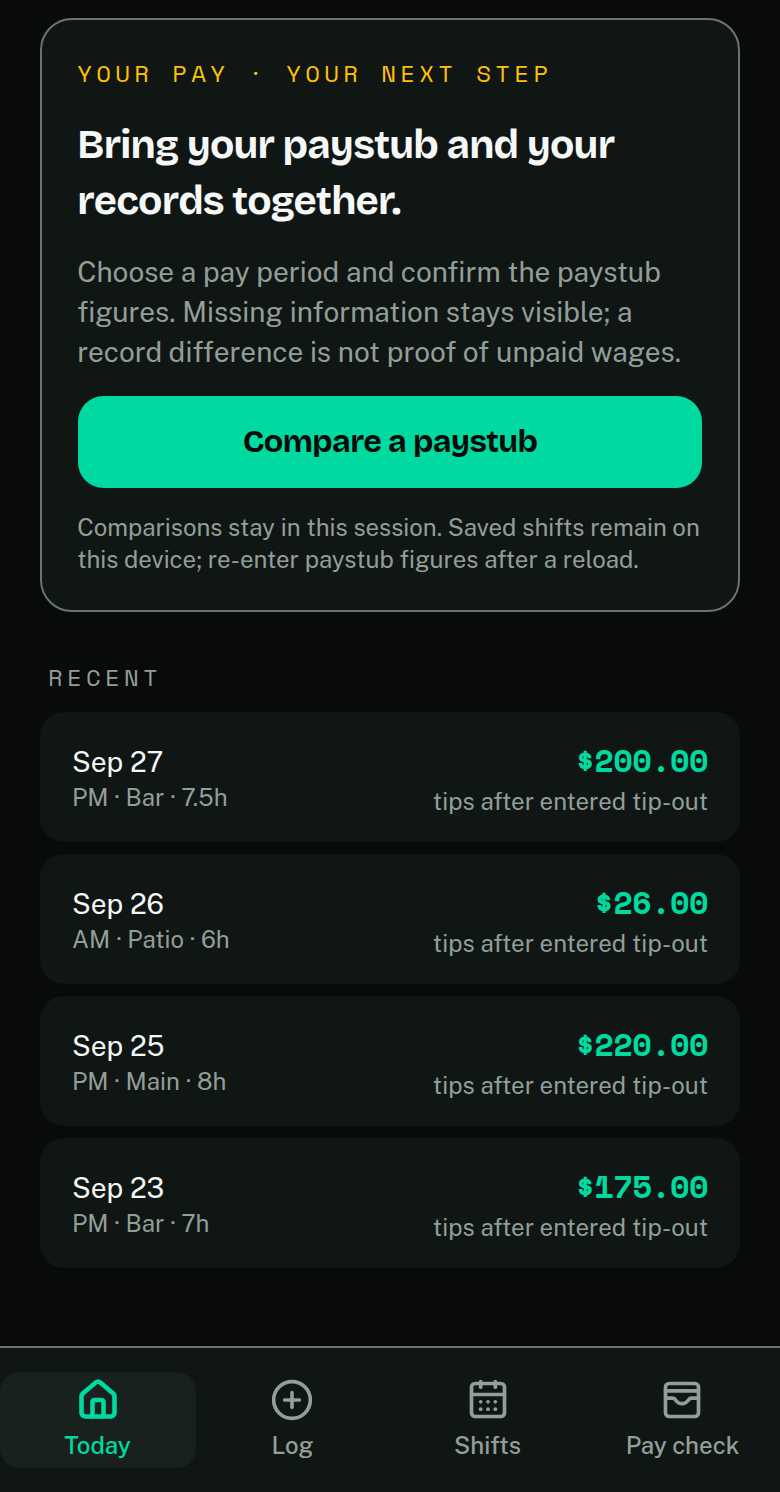 YOUR PAY · YOUR NEXT STEP
Bring your paystub and your
records together.
Choose a pay period and confirm the paystub
figures. Missing information stays visible; a
record difference is not proof of unpaid wages.
Compare a paystub
Comparisons stay in this session. Saved shifts remain on
this device; re-enter paystub figures after a reload.
RECENT
Sep 27
$200.00
PM · Bar · 7.5h
tips after entered tip-out
Sep 26
$26.00
AM · Patio · 6h
tips after entered tip-out
Sep 25
$220.00
PM · Main · 8h
tips after entered tip-out
Sep 23
$175.00
PM · Bar · 7h
tips after entered tip-out
Today
Log
Shifts
Pay check